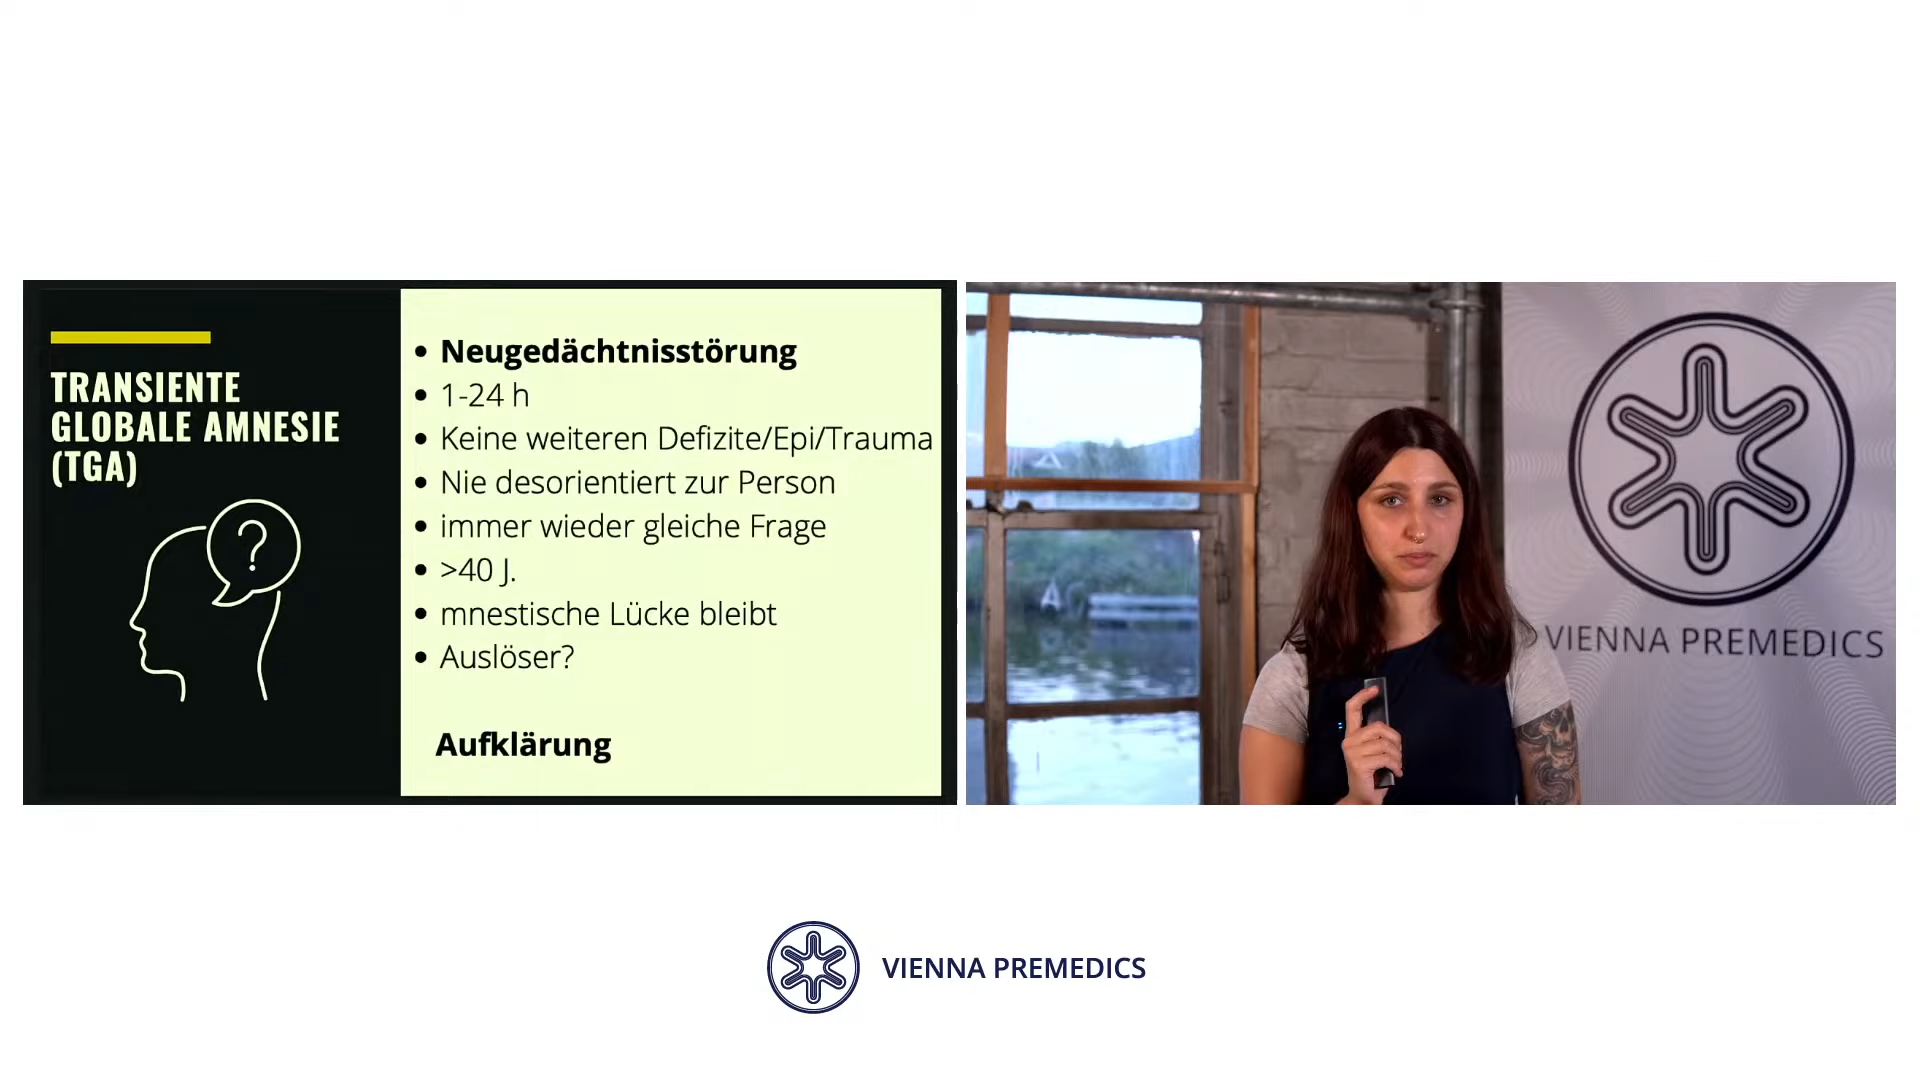 TRANSIENTE
GLOBALE AMNESIE
(TGA)
?
• Neugedächtnisstörung
• 1-24 h
• Keine weiteren Defizite/Epi/Trauma
• Nie desorientiert zur Person
• immer wieder gleiche Frage
• >40 J.
• mnestische Lücke bleibt
• Auslöser?
Aufklärung
VIENNA PREMEDICS
VIENNA PREMEDICS